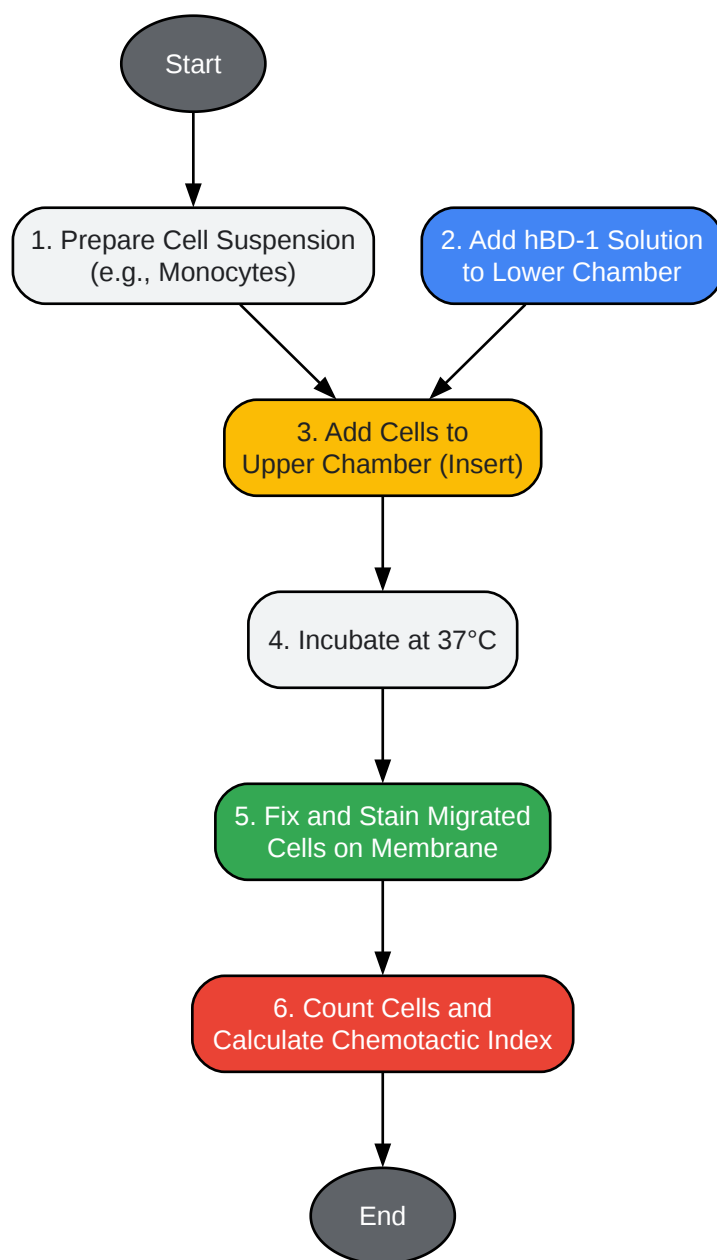 Start
1. Prepare Cell Suspension
(e.g., Monocytes)
2. Add hBD-1 Solution
to Lower Chamber
3. Add Cells to
Upper Chamber (Insert)
4. Incubate at 37°C
5. Fix and Stain Migrated
Cells on Membrane
6. Count Cells and
Calculate Chemotactic Index
End